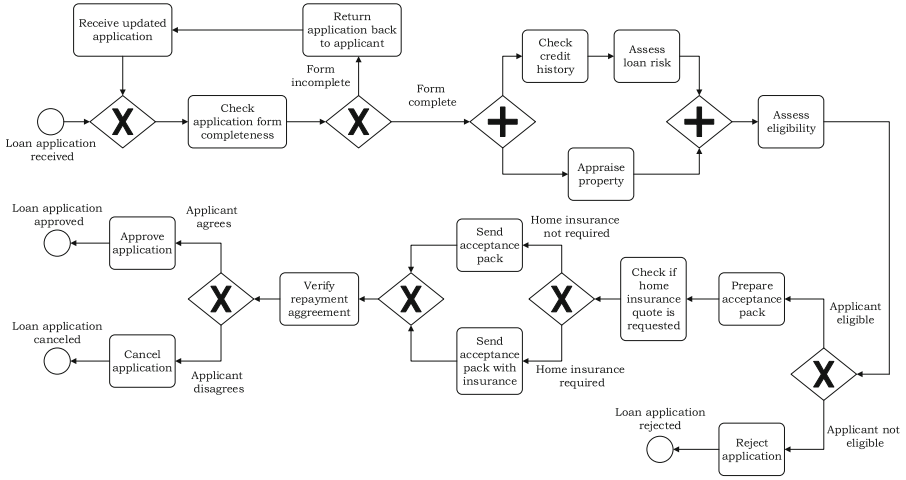 Receive updated
application
Return
application back
to applicant
Check
credit
history
Assess
loan risk
Form
incomplete
Form
complete
Loan application
received
X
Check
application form
completeness
X
+
+
Assess
eligibility
Appraise
property
Loan application
approved
Approve
application
Applicant
agrees
Send
acceptance
pack
Home insurance
not required
X
Verify
repayment
aggreement
X
X
Check if
home
insurance
quote is
requested
Prepare
acceptance
pack
Applicant
eligible
Loan application
canceled
Cancel
application
Applicant
disagrees
Send
acceptance
pack with
insurance
Home insurance
required
X
Loan application
rejected
Reject
application
Applicant not
eligible